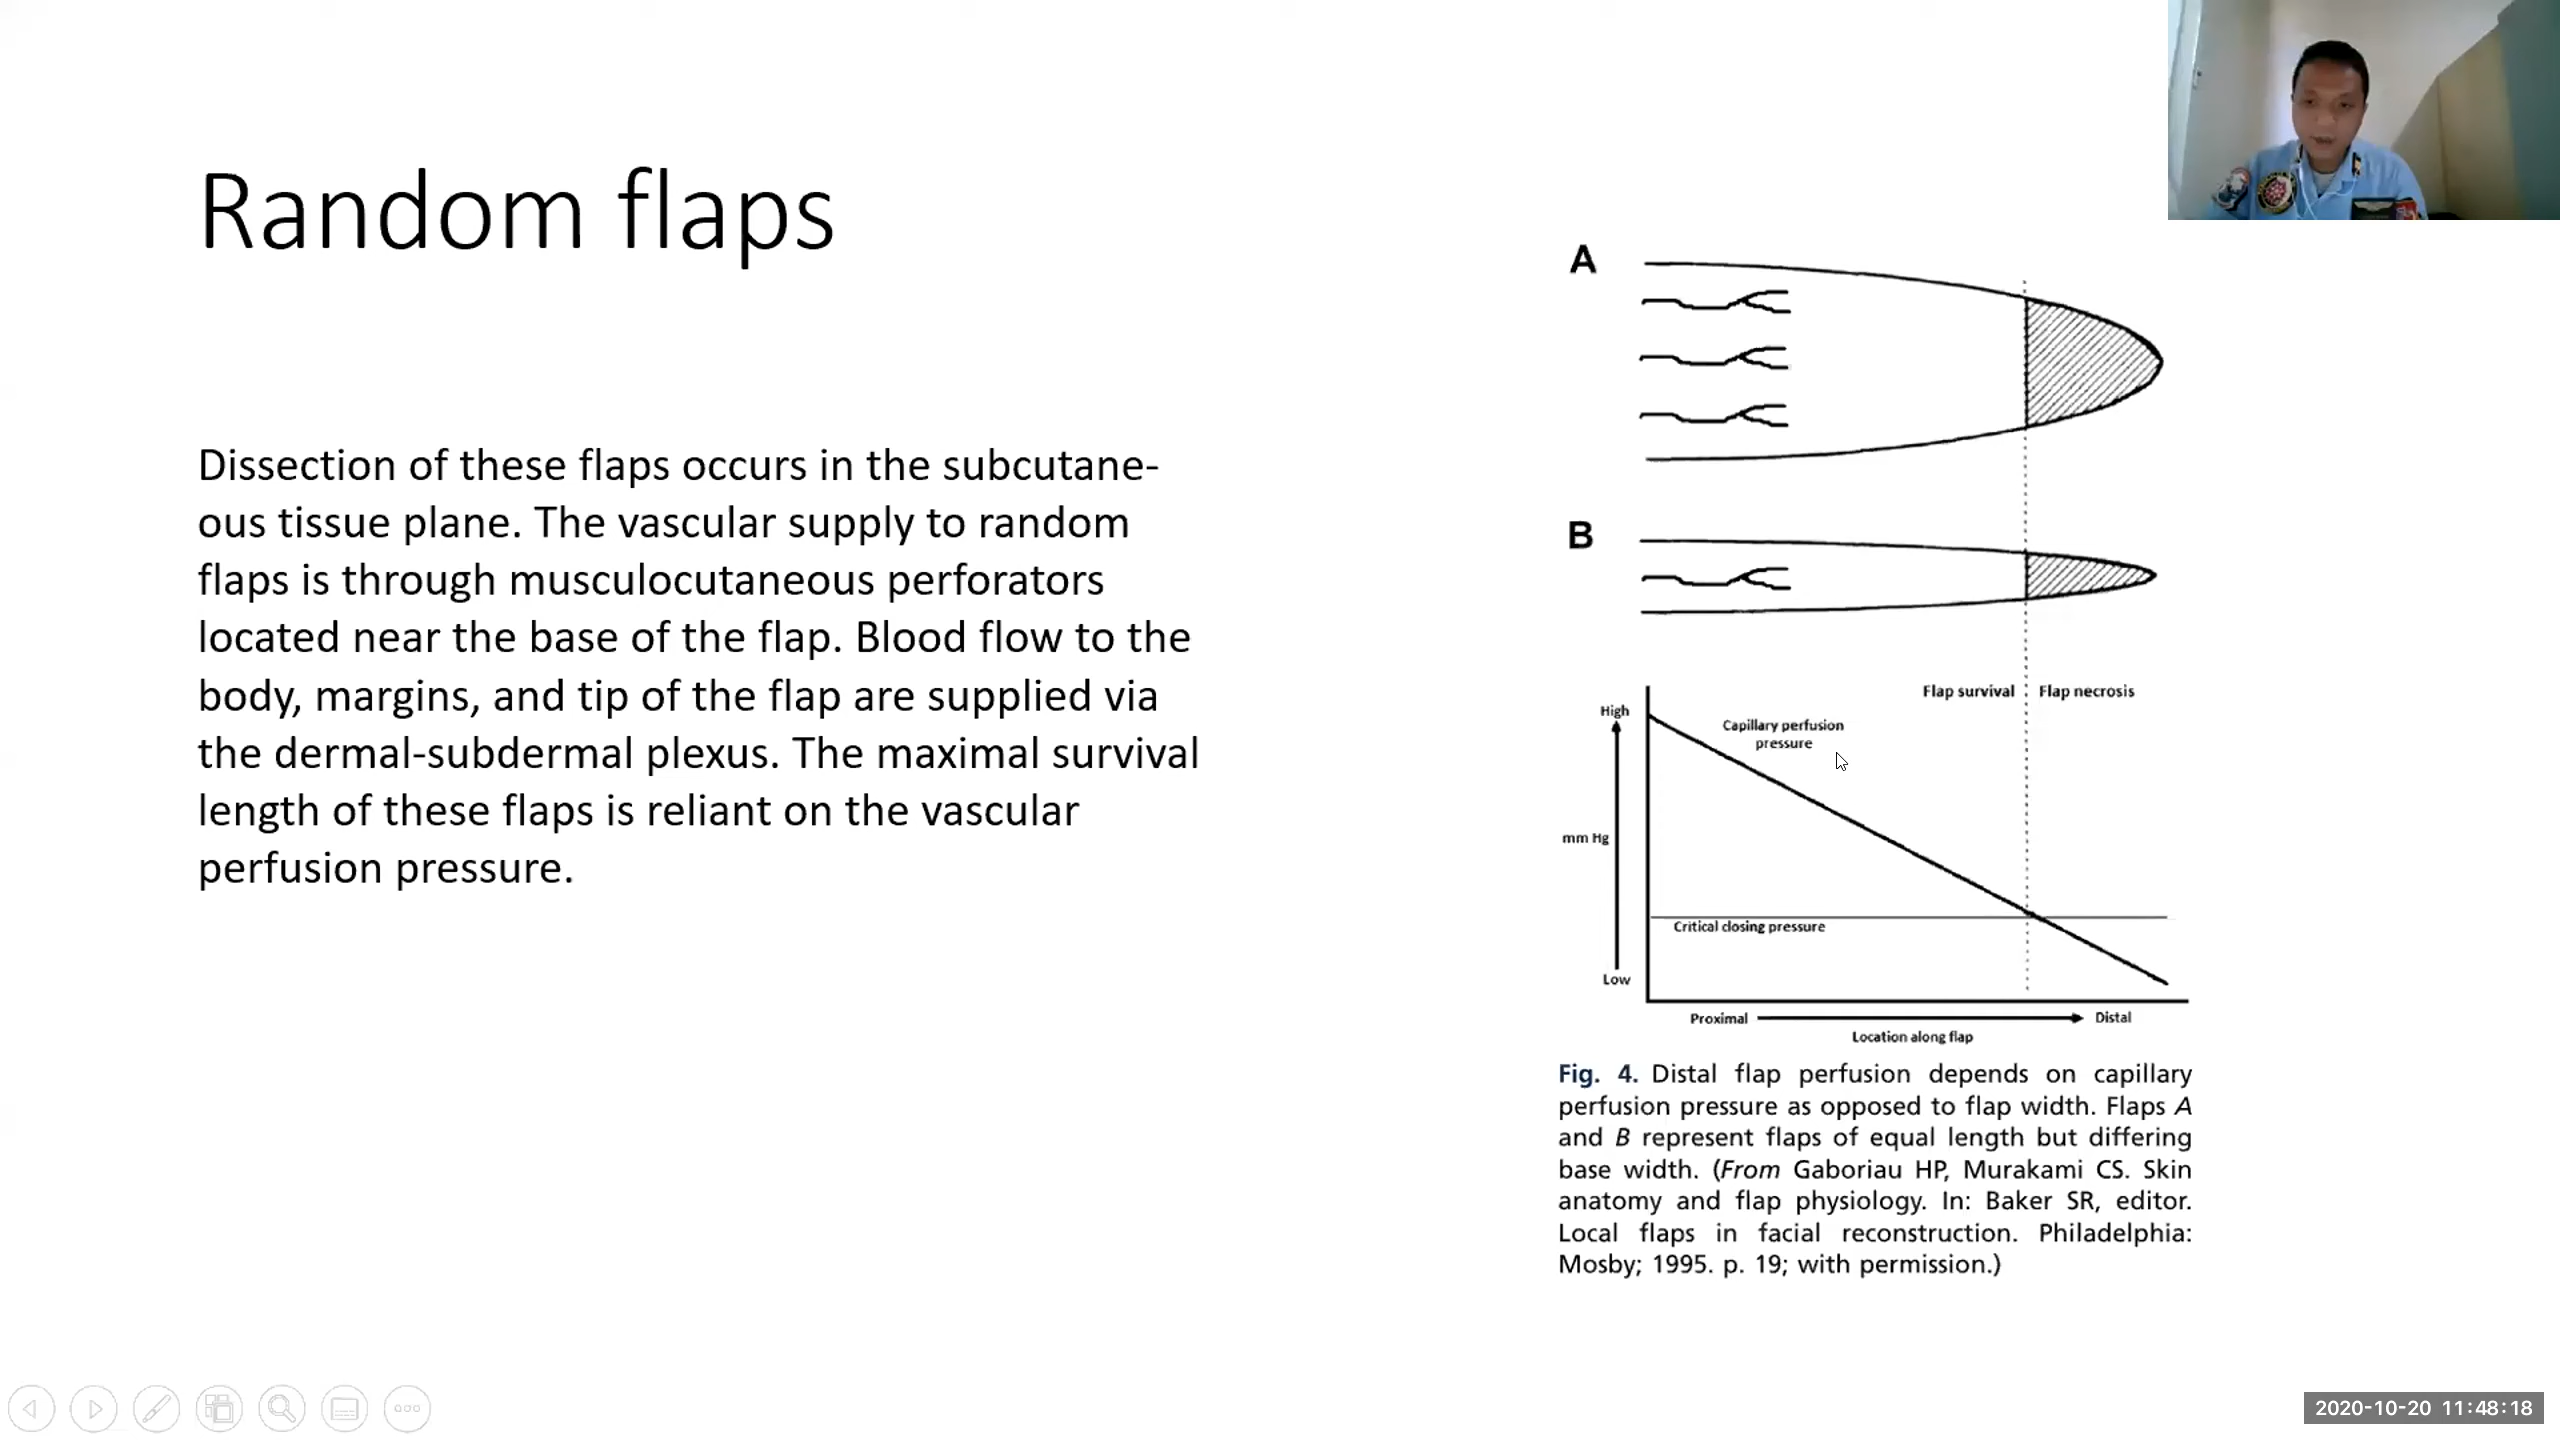 Random flaps
Dissection of these flaps occurs in the subcutane-
ous tissue plane. The vascular supply to random
flaps is through musculocutaneous perforators
located near the base of the flap. Blood flow to the
body, margins, and tip of the flap are supplied via
the dermal-subdermal plexus. The maximal survival
length of these flaps is reliant on the vascular
perfusion pressure.
A
B
Flap survival
Flap necrosis
High
Capillary perfusion
pressure
mm Hg
Critical closing pressure
Low
Proximal
Distal
Location along flap
Fig. 4. Distal flap perfusion depends on capillary
perfusion pressure as opposed to flap width. Flaps A
and B represent flaps of equal length but differing
base width. (From Gaboriau HP, Murakami CS. Skin
anatomy and flap physiology. In: Baker SR, editor.
Local flaps in facial reconstruction. Philadelphia:
Mosby; 1995. p. 19; with permission.)
2020-10-20 11:48:18